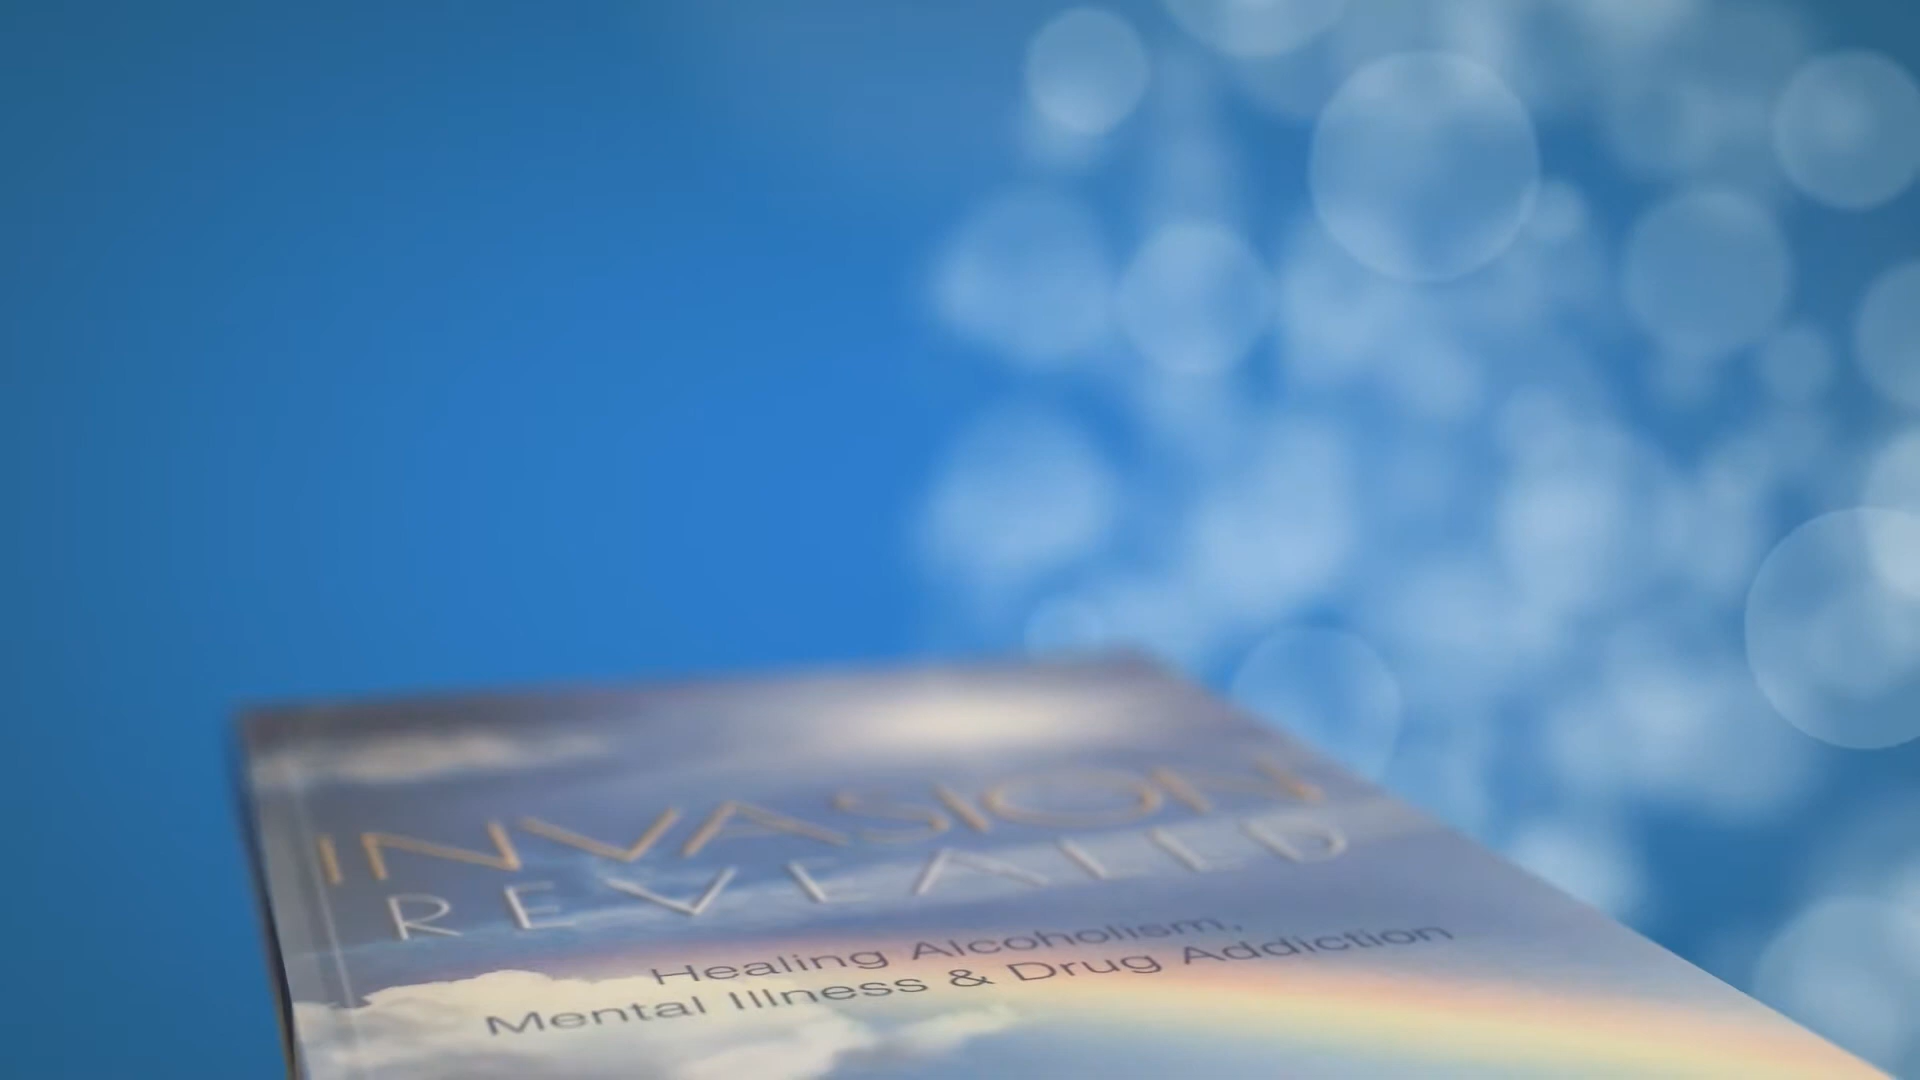 INVASION
REVEALED
Healing Alcoholism,
Mental Illness & Drug Addiction